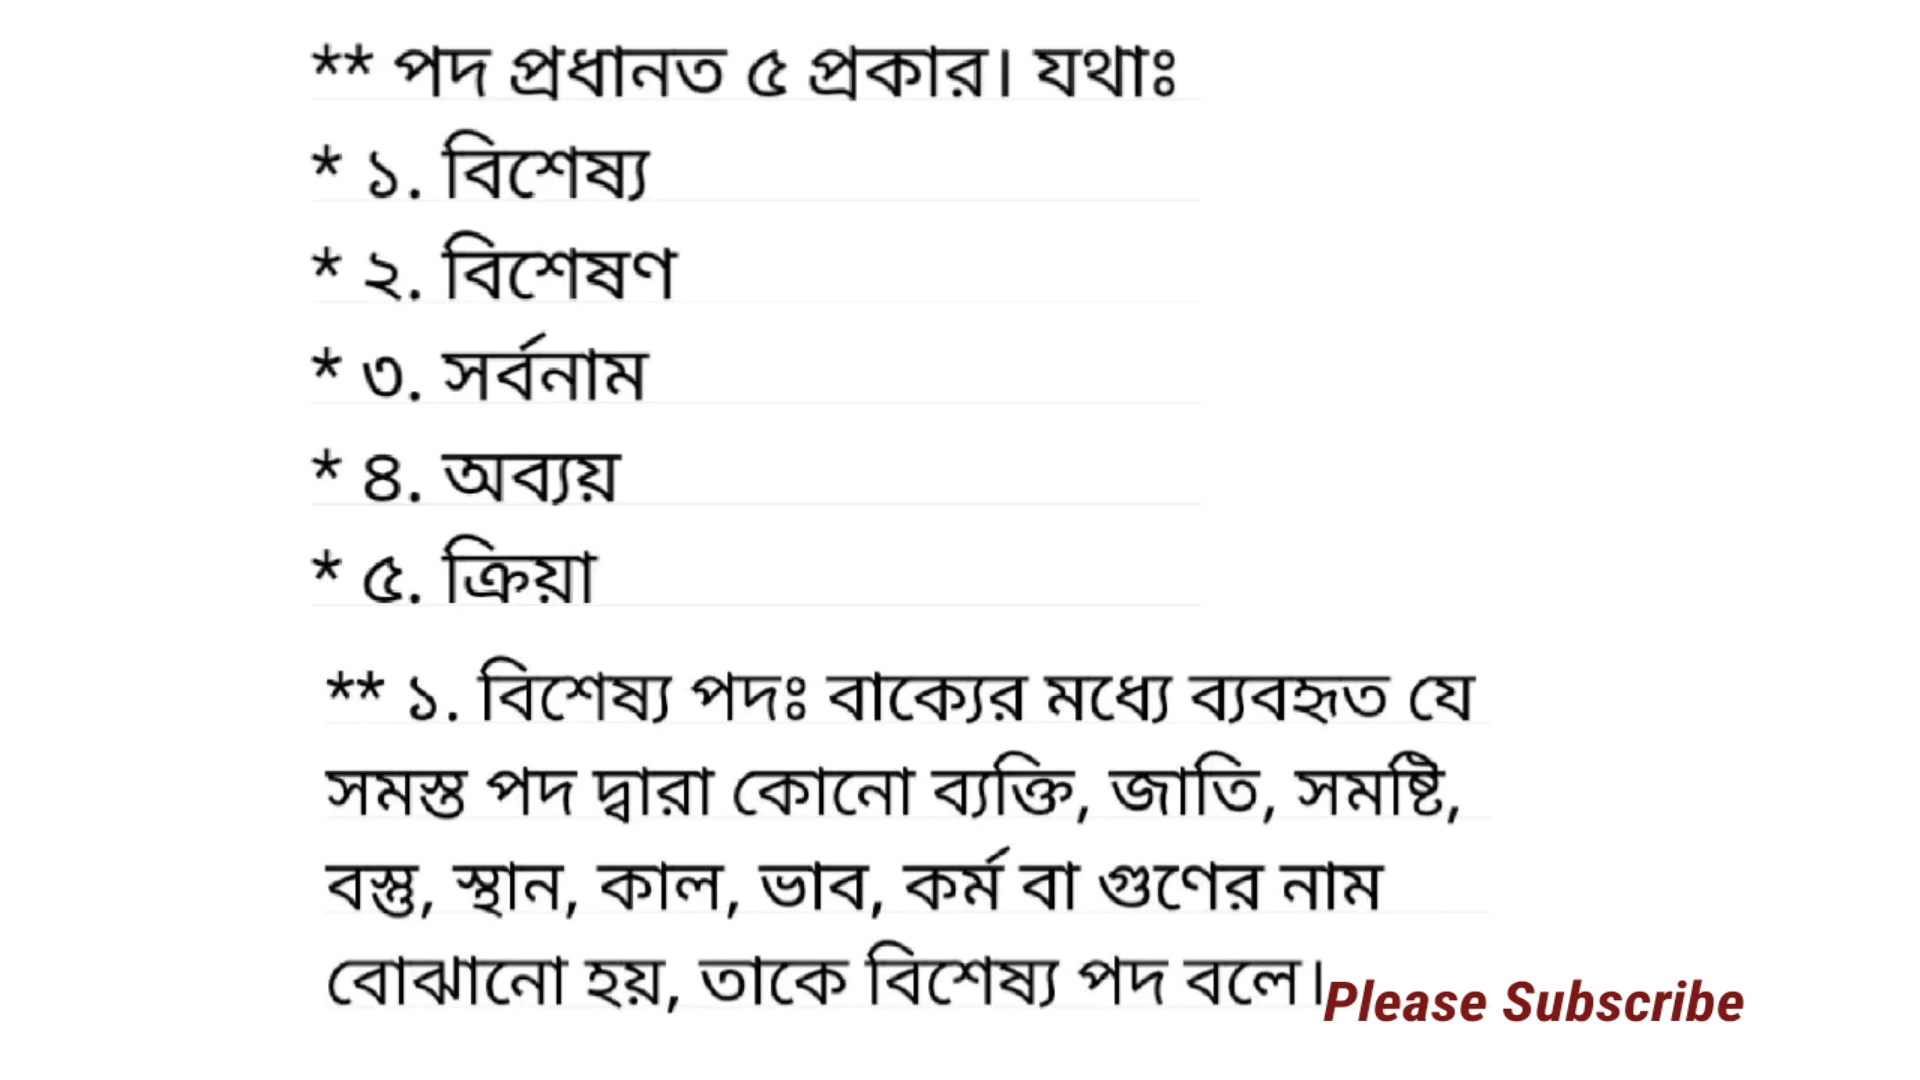 ** পদ প্রধানত ৫ প্রকার। যথাঃ
* ১. বিশেষ্য
* ২. বিশেষণ
* ৩. সর্বনাম
* ৪. অব্যয়
* ৫. ক্রিয়া
** ১. বিশেষ্য পদঃ বাক্যের মধ্যে ব্যবহৃত যে
সমস্ত পদ দ্বারা কোনো ব্যক্তি, জাতি, সমষ্টি,
বস্তু, স্থান, কাল, ভাব, কর্ম বা গুণের নাম
বোঝানো হয়, তাকে বিশেষ্য পদ বলে।
Please Subscribe